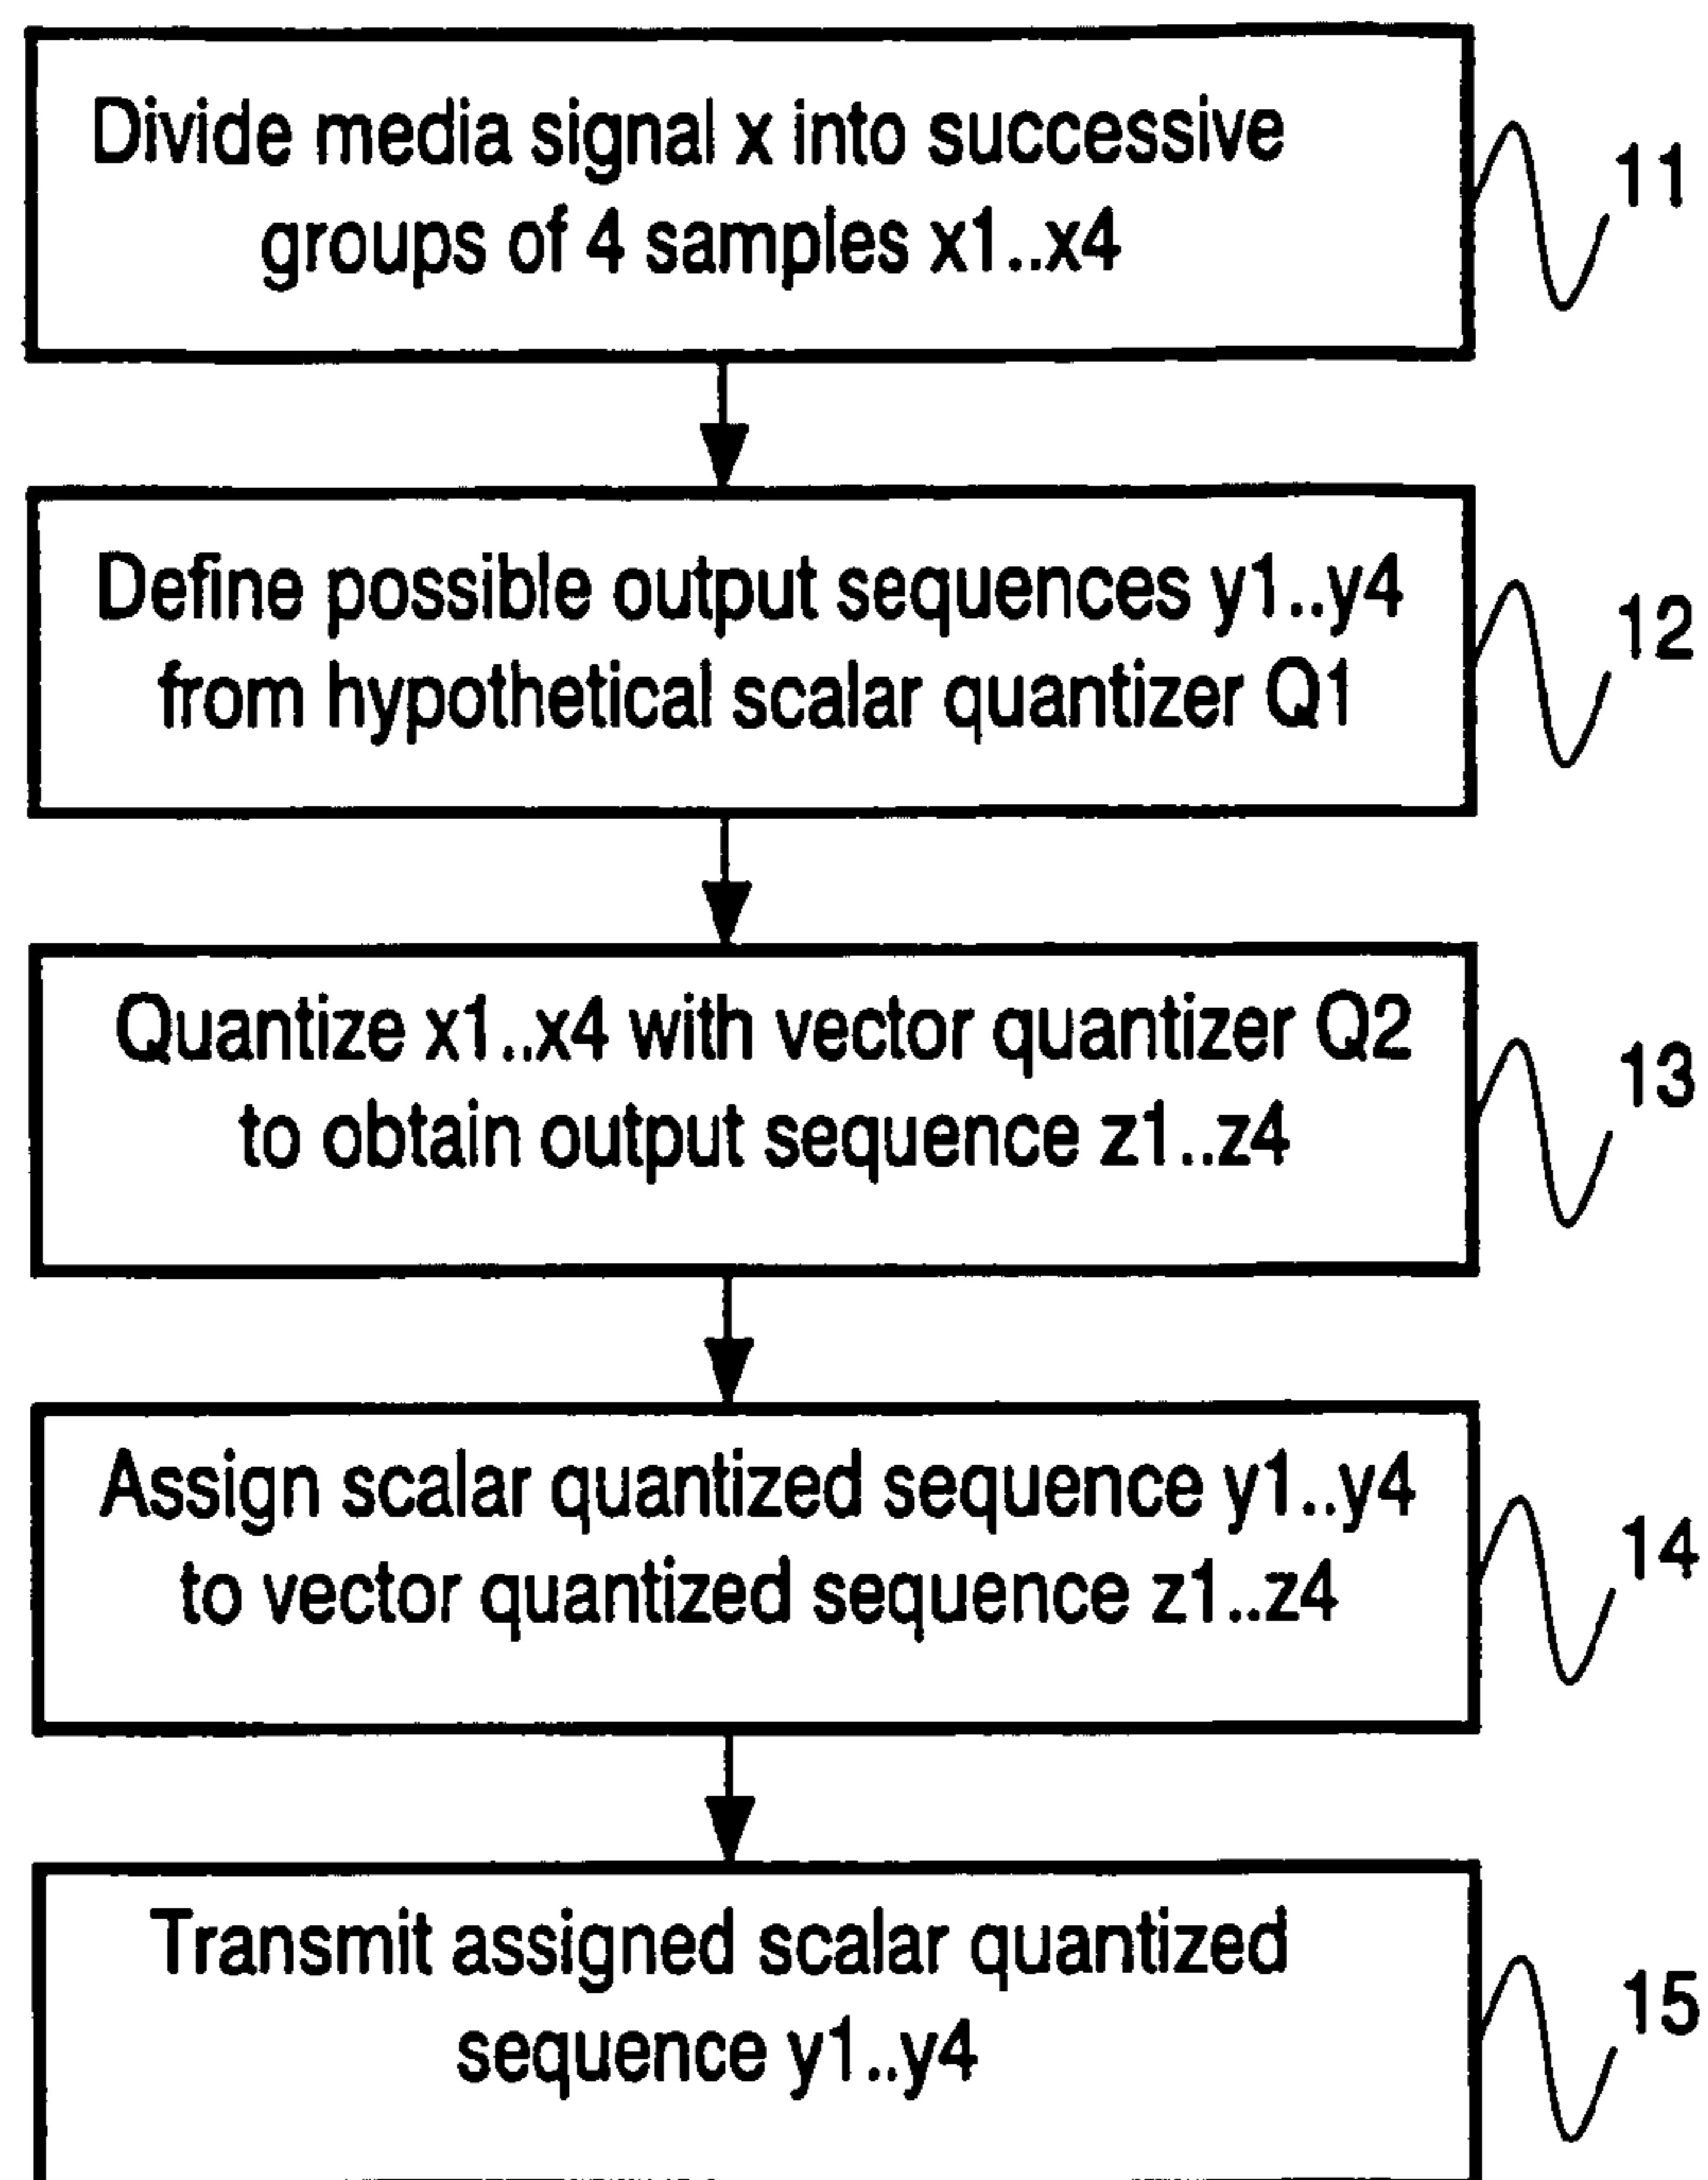 Divide media signal x into successive
groups of 4 samples x1..x4
11
Define possible output sequences y1..y4
from hypothetical scalar quantizer Q1
12
Quantize x1..x4 with vector quantizer Q2
to obtain output sequence z1..z4
13
Assign scalar quantized sequence y1..y4
to vector quantized sequence z1..z4
14
Transmit assigned scalar quantized
sequence y1..y4
15